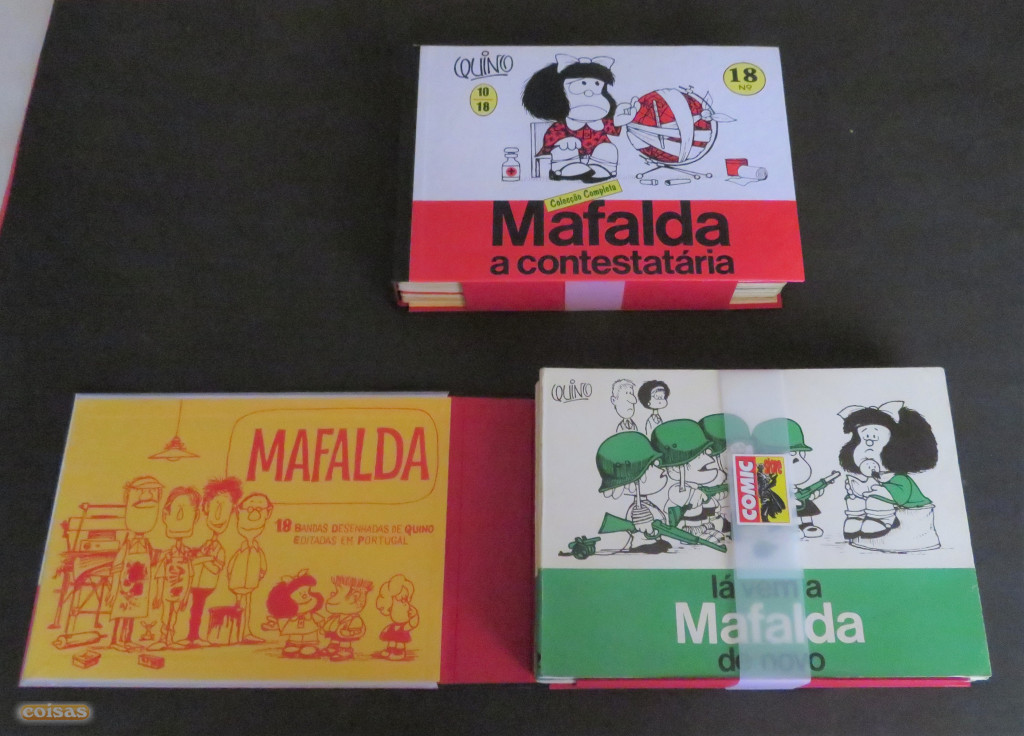 QUINO
10
18
18
Nº
Colecção Completa
Mafalda
a contestatária
MAFALDA
18 BANDAS DESENHADAS DE QUINO
EDITADAS EM PORTUGAL
QUINO
COMIC
lá vem a
Mafalda
de novo
coisas